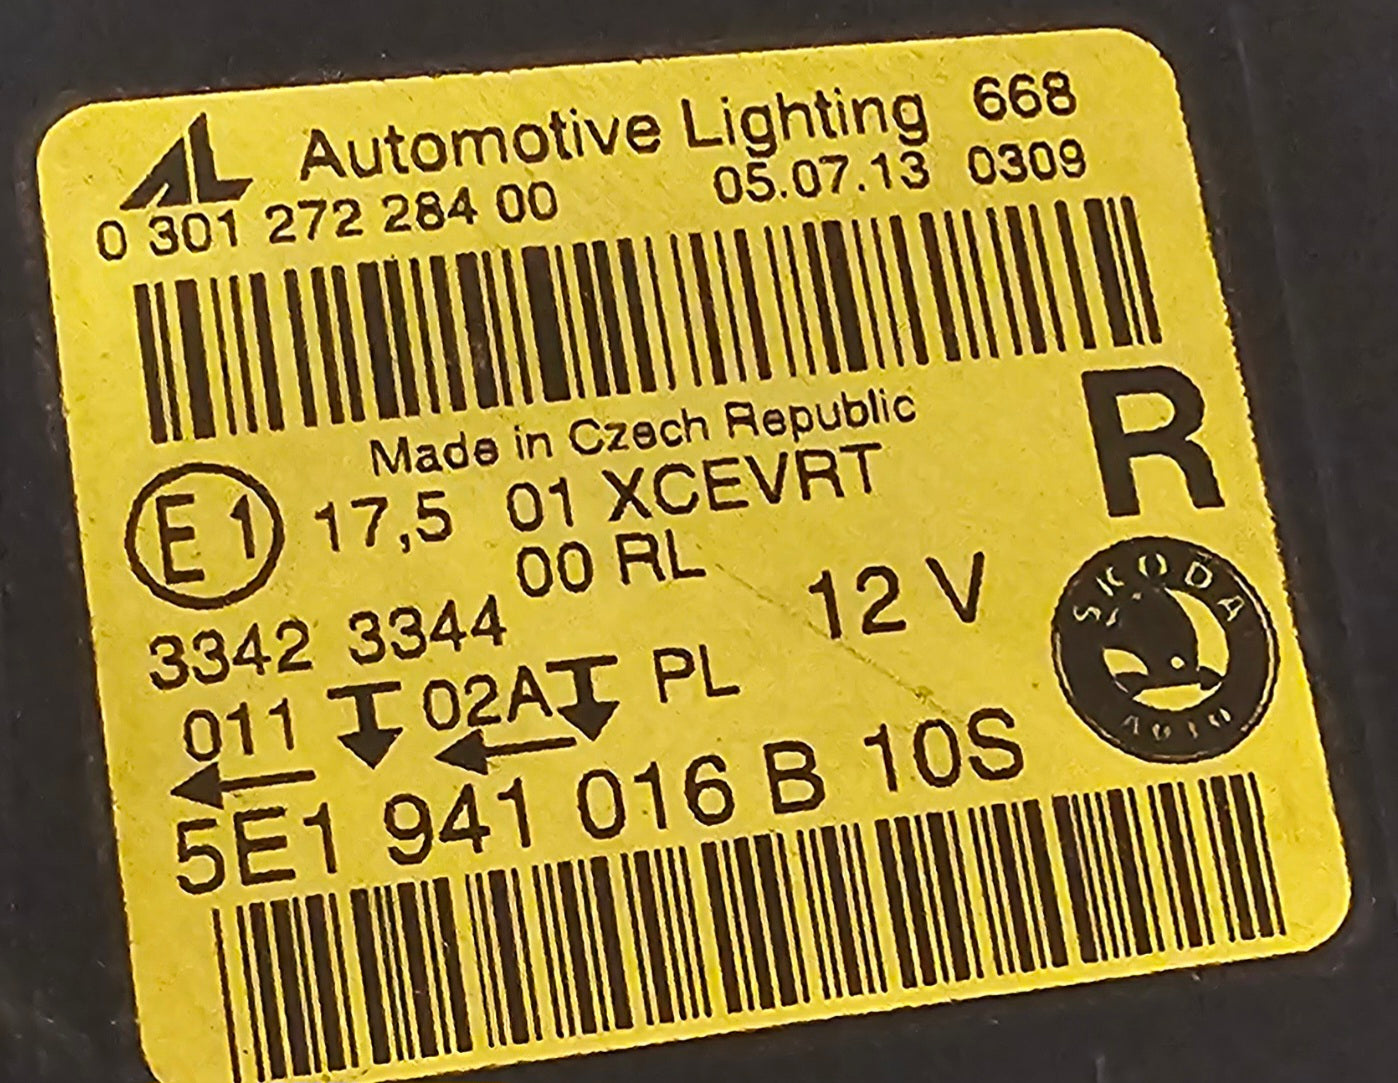 AL Automotive Lighting 668
0 301 272 284 00 05.07.13 0309
Made in Czech Republic
R
E1 17,5 01 XCEVRT
00 RL
12 V
3342 3344
011 02A PL
SKODA
AUTO
5E1 941 016 B 10S